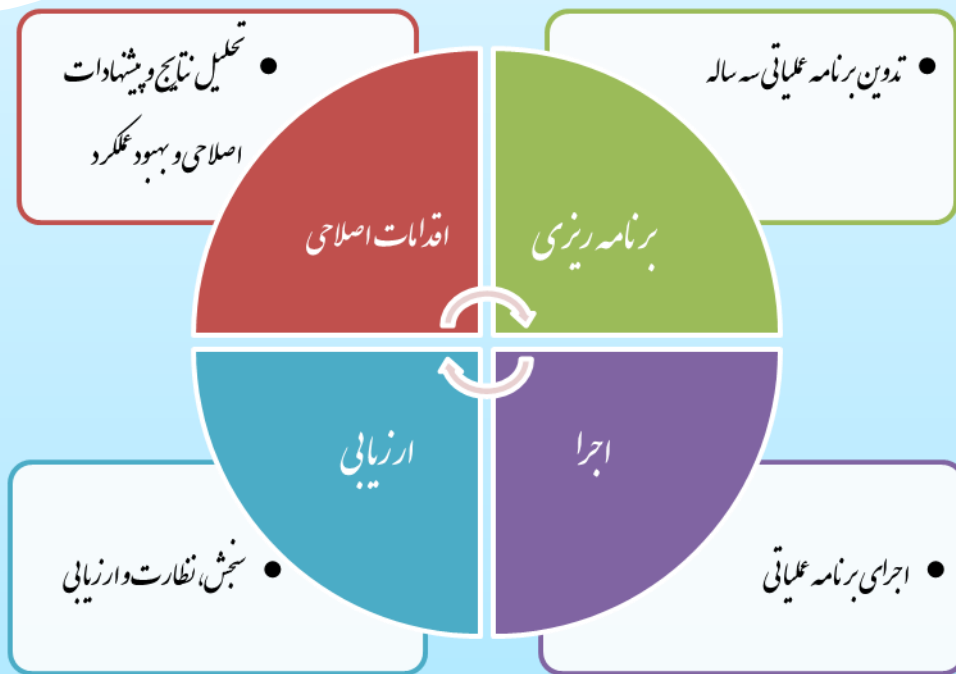 تدوین برنامه عملیاتی سه ساله
تحلیل نتایج و پیشنهادات
اصلاحی و بهبود عملکرد
برنامه ریزی
اقدامات اصلاحی
اجرا
ارزیابی
اجرای برنامه عملیاتی
سنجش، نظارت و ارزیابی